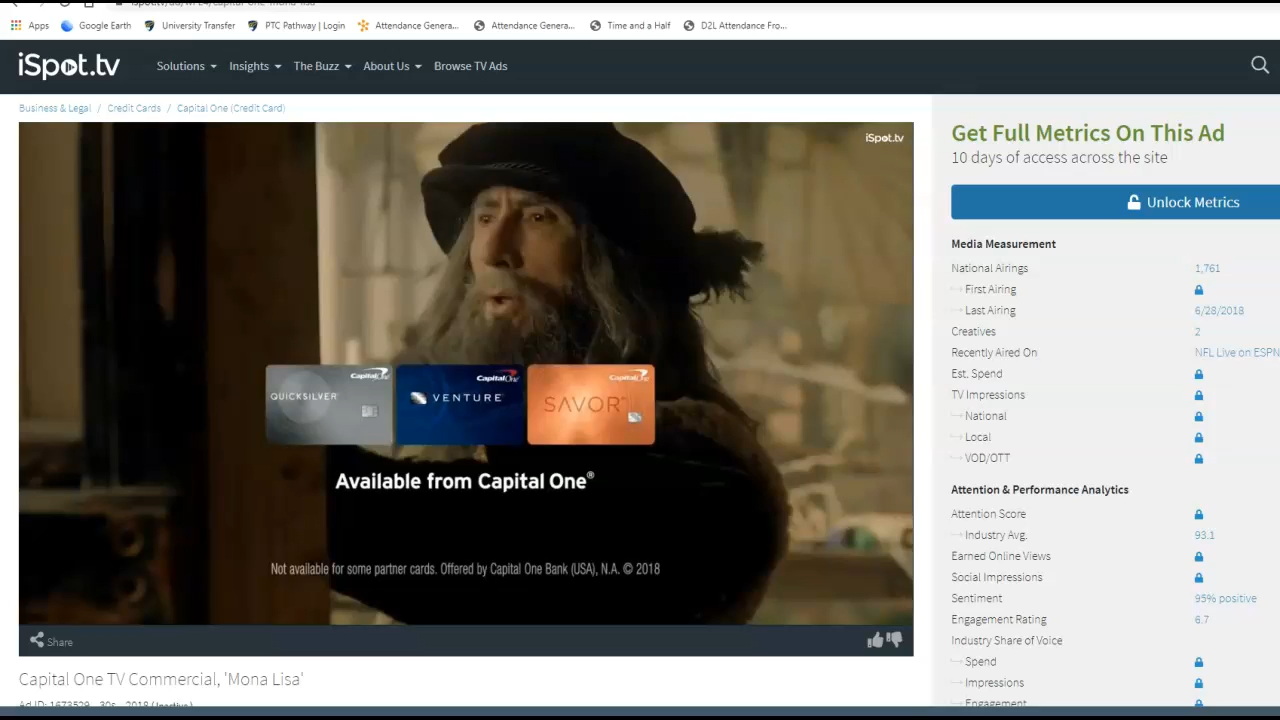 Apps Google Earth University Transfer PTC Pathway | Login Attendance Genera... Attendance Genera... Time and a Half D2L Attendance Fro...
iSpot.tv Solutions Insights The Buzz About Us Browse TV Ads
Business & Legal / Credit Cards / Capital One (Credit Card)
iSpot.tv
Capital One
QUICKSILVER
Capital One
VENTURE
Capital One
SAVOR
Available from Capital One®
Not available for some partner cards. Offered by Capital One Bank (USA), N.A. © 2018
Share
Capital One TV Commercial, 'Mona Lisa'
Ad ID: 1673529 30s 2018 (Inactive)
Get Full Metrics On This Ad
10 days of access across the site
Unlock Metrics
Media Measurement
National Airings 1,761
First Airing
Last Airing 6/28/2018
Creatives 2
Recently Aired On NFL Live on ESPN
Est. Spend
TV Impressions
National
Local
VOD/OTT
Attention & Performance Analytics
Attention Score
Industry Avg. 93.1
Earned Online Views
Social Impressions
Sentiment 95% positive
Engagement Rating 6.7
Industry Share of Voice
Spend
Impressions
Engagement